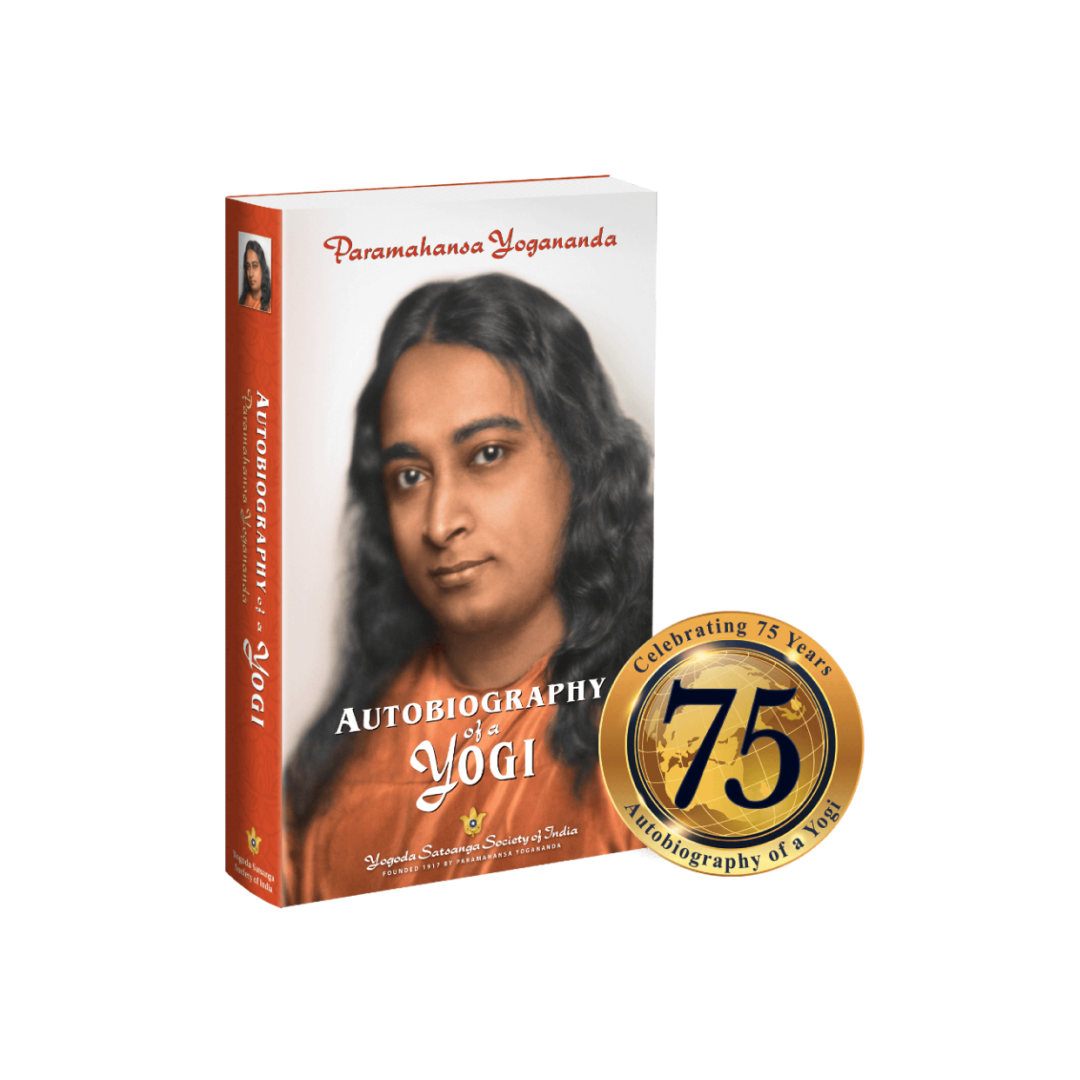 Paramahansa Yogananda
AUTOBIOGRAPHY
of a
YOGI
Yogoda Satsanga Society of India
FOUNDED 1917 BY PARAMAHANSA YOGANANDA
AUTOBIOGRAPHY of a YOGI
Paramahansa Yogananda
Yogoda Satsanga
Society of India
Celebrating 75 Years
75
Autobiography of a Yogi